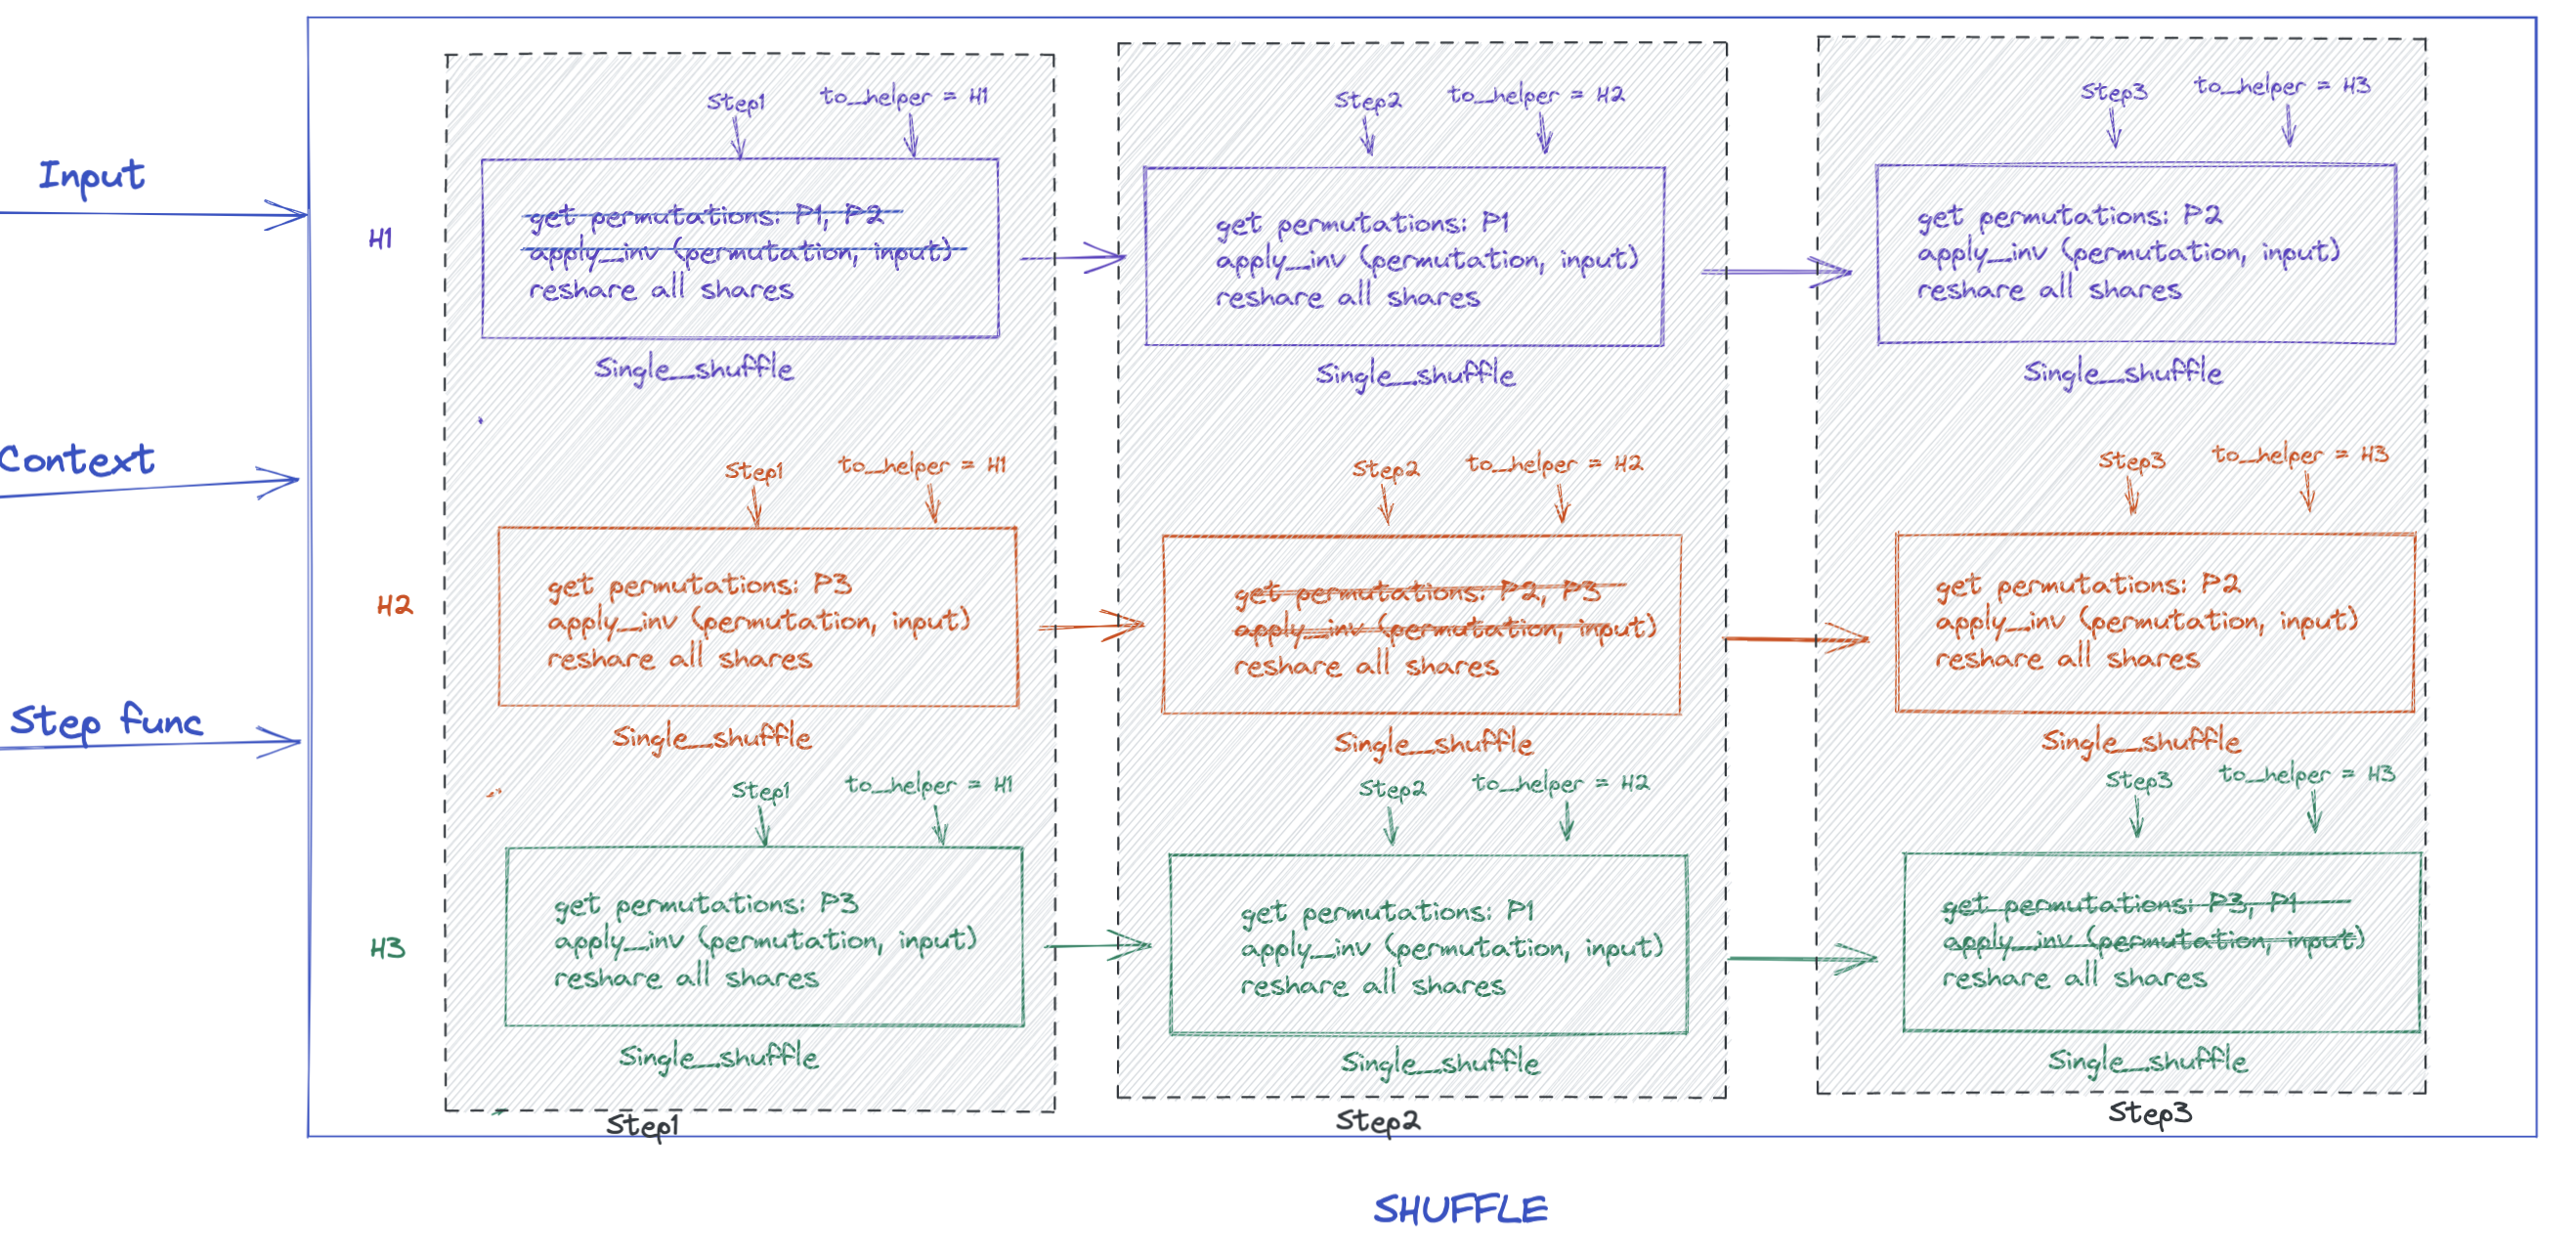 Input
Context
Step func
H1
Step1
to_helper = H1
get permutations: P1, P2
apply_inv (permutation, input)
reshare all shares
Single_shuffle
Step2
to_helper = H2
get permutations: P1
apply_inv (permutation, input)
reshare all shares
Single_shuffle
Step3
to_helper = H3
get permutations: P2
apply_inv (permutation, input)
reshare all shares
Single_shuffle
H2
Step1
to_helper = H1
get permutations: P3
apply_inv (permutation, input)
reshare all shares
Single_shuffle
Step2
to_helper = H2
get permutations: P2, P3
apply_inv (permutation, input)
reshare all shares
Single_shuffle
Step3
to_helper = H3
get permutations: P2
apply_inv (permutation, input)
reshare all shares
Single_shuffle
H3
Step1
to_helper = H1
get permutations: P3
apply_inv (permutation, input)
reshare all shares
Single_shuffle
Step2
to_helper = H2
get permutations: P1
apply_inv (permutation, input)
reshare all shares
Single_shuffle
Step3
to_helper = H3
get permutations: P3, P1
apply_inv (permutation, input)
reshare all shares
Single_shuffle
Step1
Step2
Step3
SHUFFLE